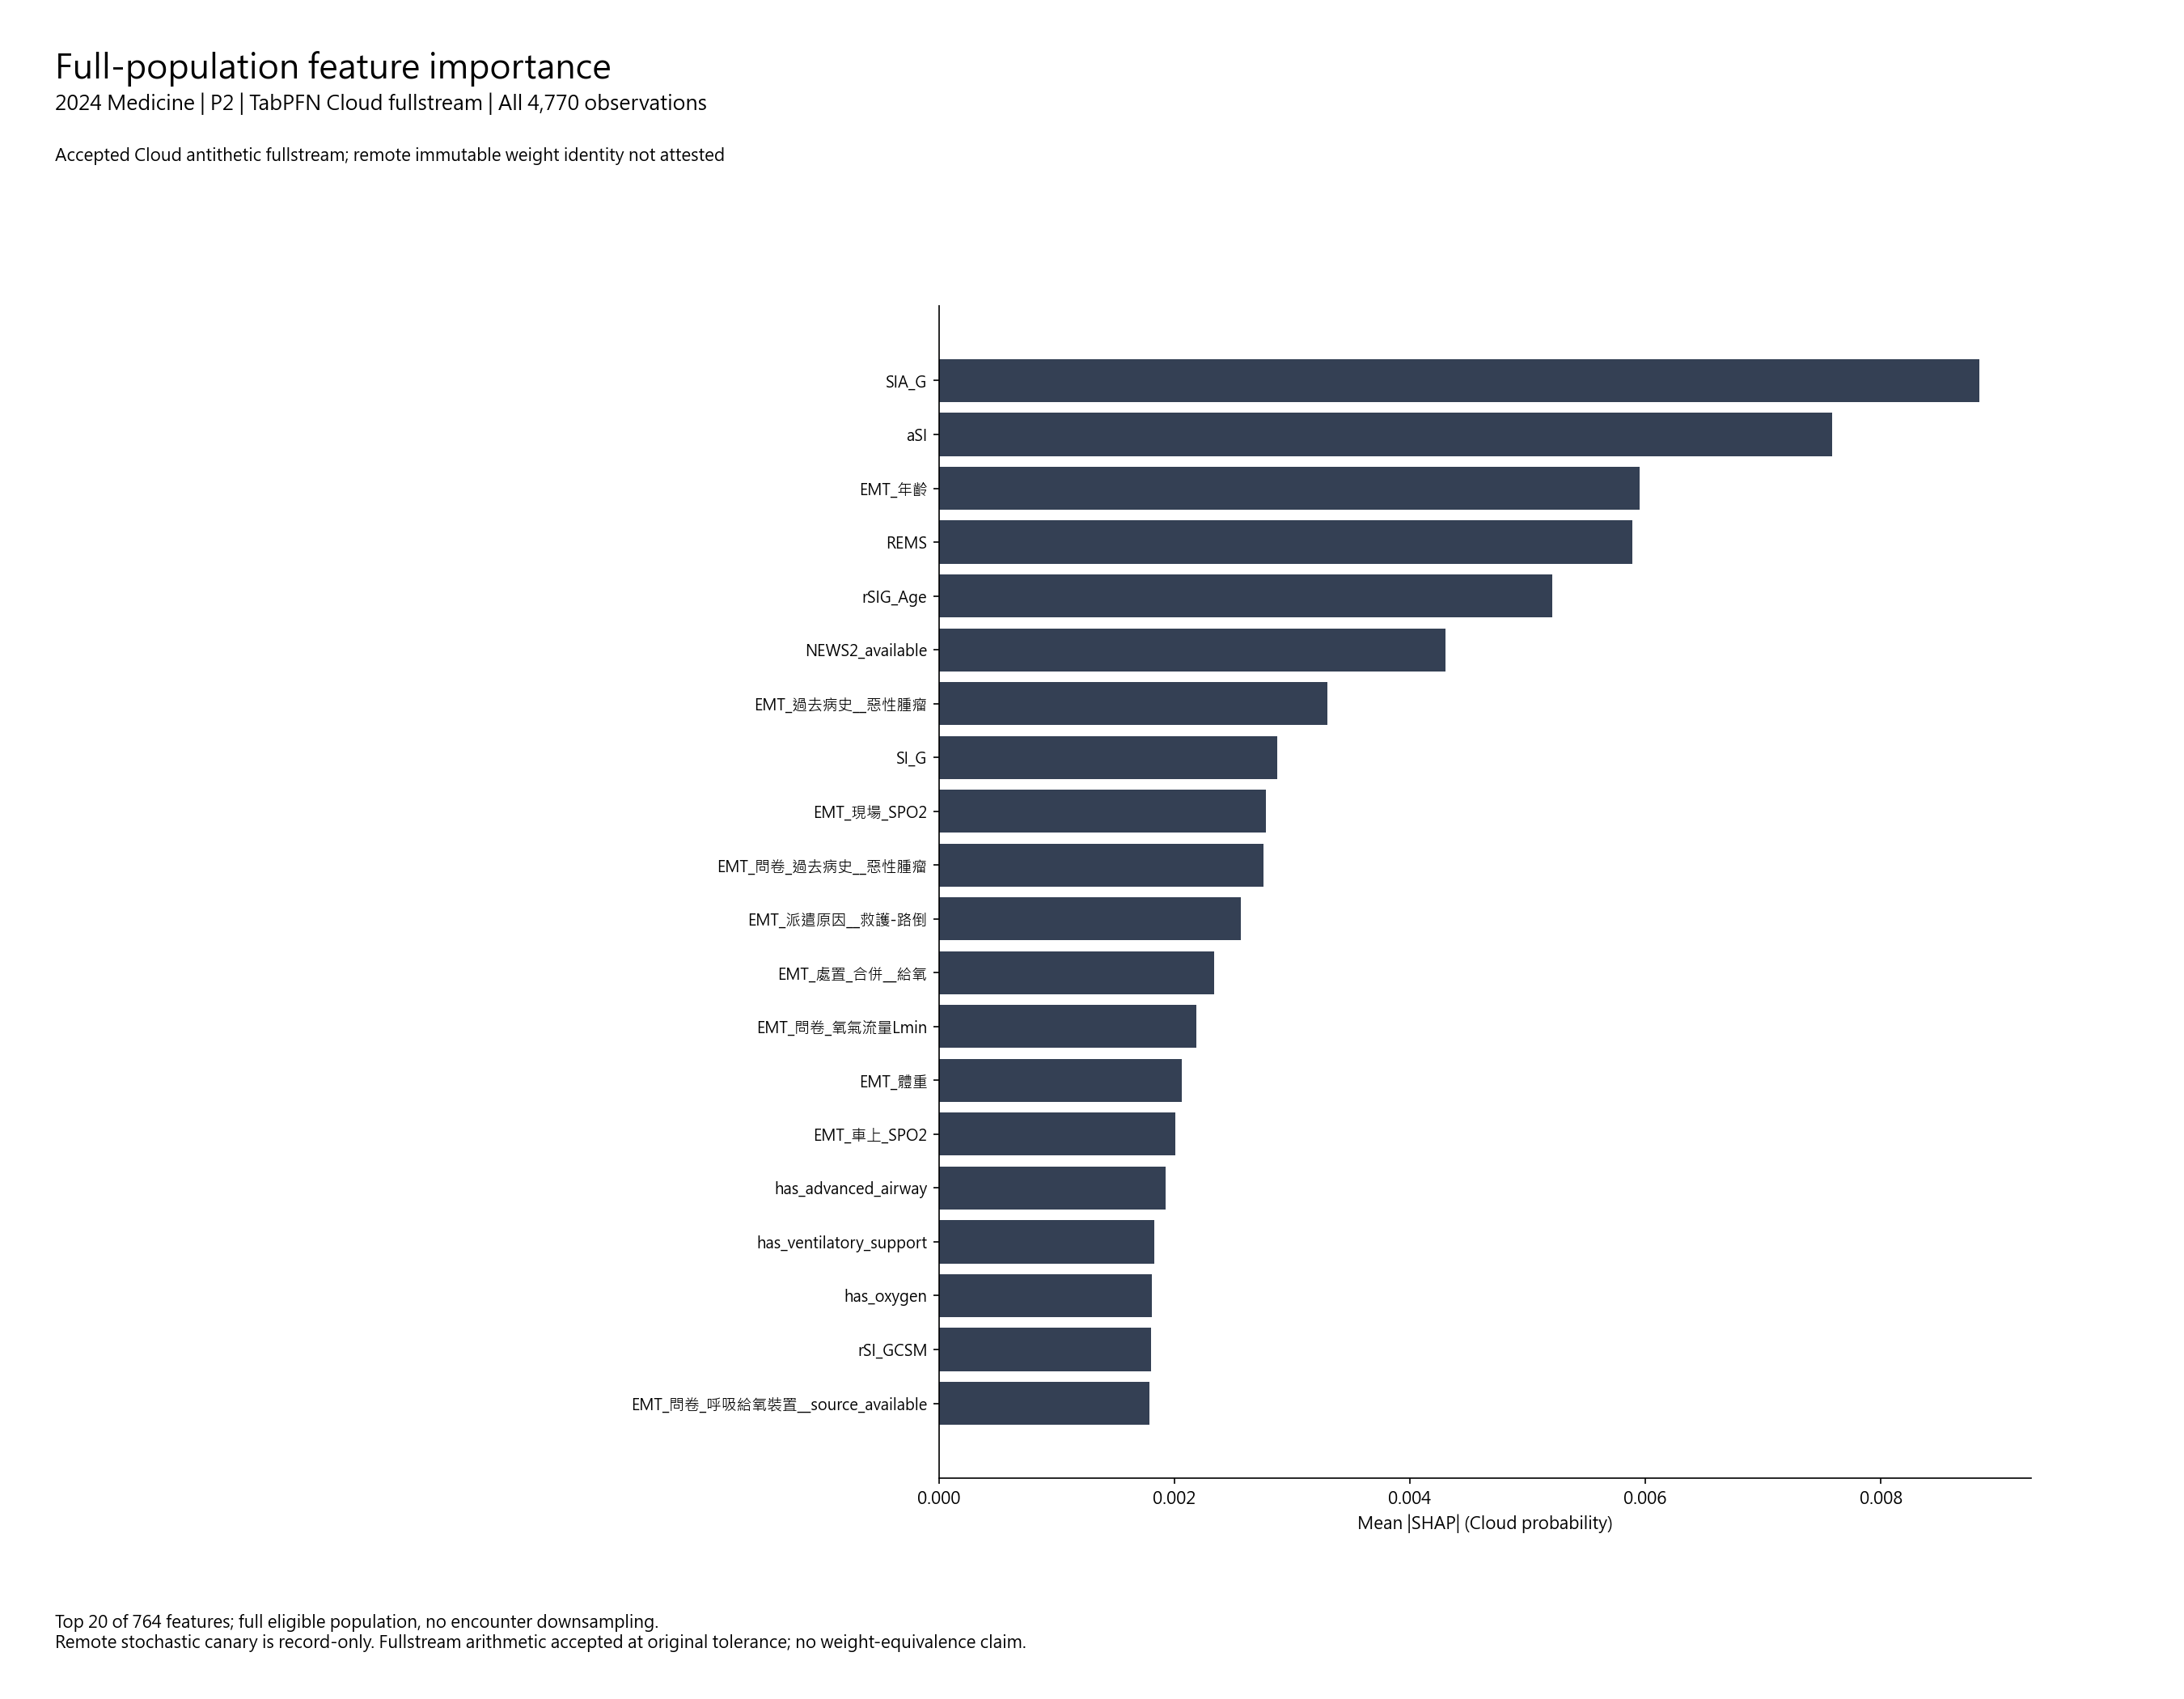 Full-population feature importance
2024 Medicine | P2 | TabPFN Cloud fullstream | All 4,770 observations
Accepted Cloud antithetic fullstream; remote immutable weight identity not attested
SIA_G
aSI
EMT_年齡
REMS
rSIG_Age
NEWS2_available
EMT_過去病史__惡性腫瘤
SI_G
EMT_現場_SPO2
EMT_問卷_過去病史__惡性腫瘤
EMT_派遣原因__救護-路倒
EMT_處置_合併__給氧
EMT_問卷_氧氣流量Lmin
EMT_體重
EMT_車上_SPO2
has_advanced_airway
has_ventilatory_support
has_oxygen
rSI_GCSM
EMT_問卷_呼吸給氧裝置__source_available
0.000 0.002 0.004 0.006 0.008
Mean |SHAP| (Cloud probability)
Top 20 of 764 features; full eligible population, no encounter downsampling.
Remote stochastic canary is record-only. Fullstream arithmetic accepted at original tolerance; no weight-equivalence claim.